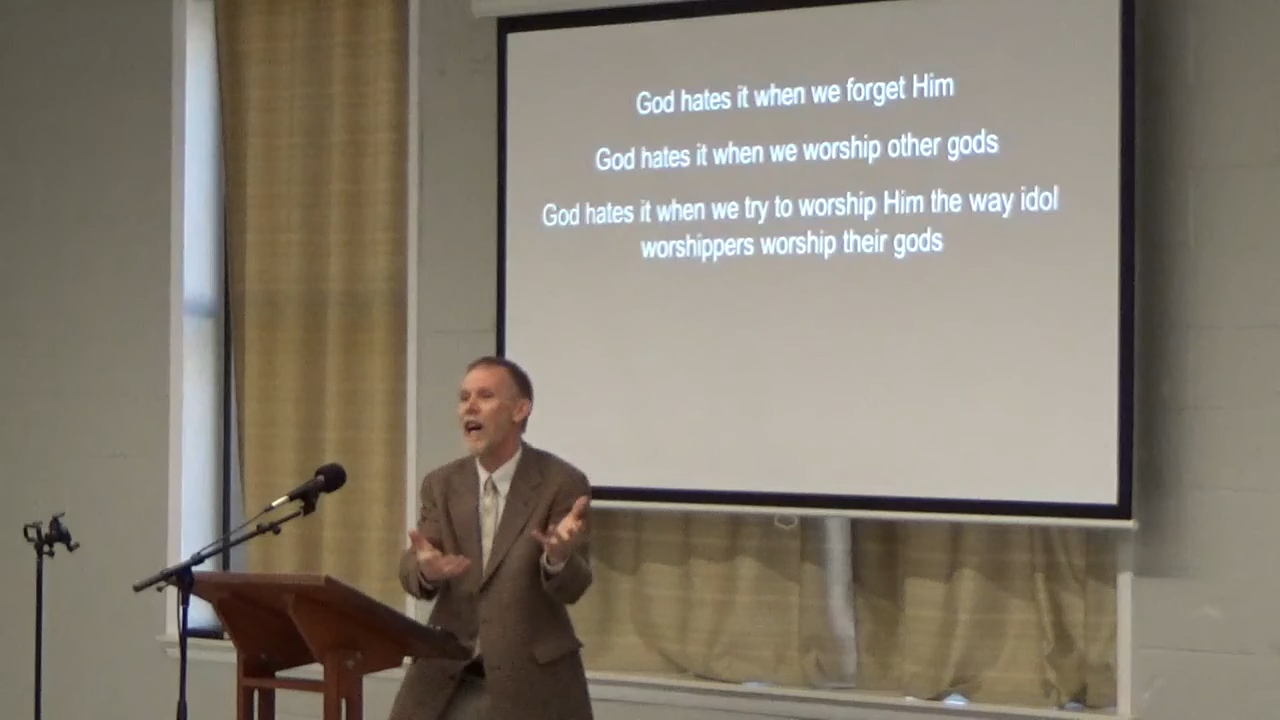 God hates it when we forget Him
God hates it when we worship other gods
God hates it when we try to worship Him the way idol
worshippers worship their gods